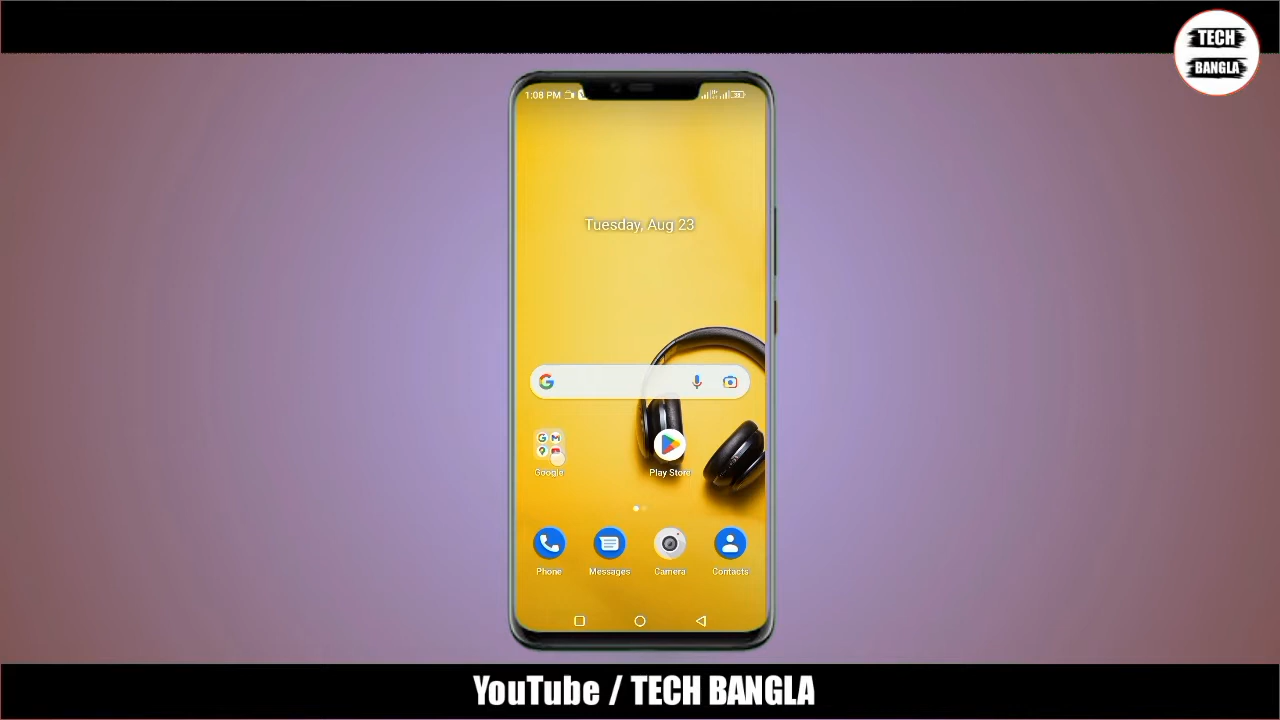 TECH
BANGLA
1:08 PM
Tuesday, Aug 23
Google
Play Store
Phone
Messages
Camera
Contacts
YouTube / TECH BANGLA